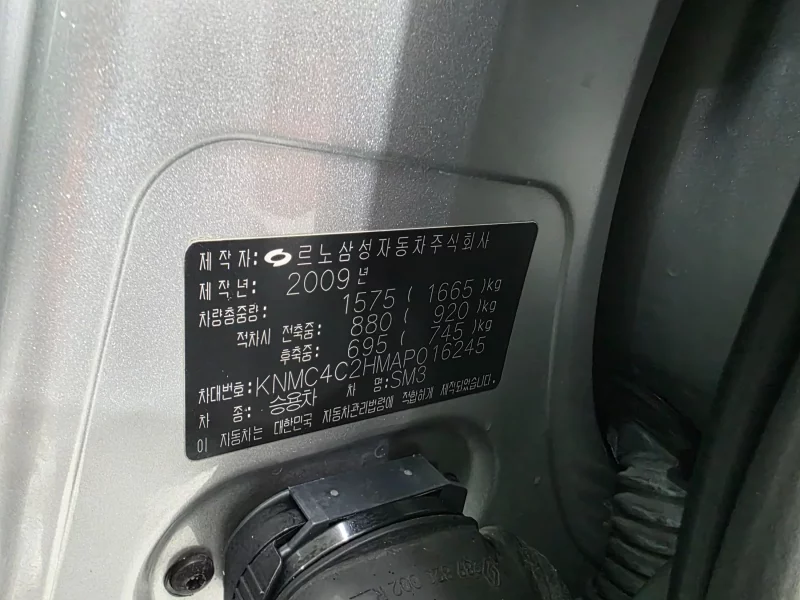 제 작 자: 르노삼성자동차주식회사
제 작 년: 2009 년
차량총중량: 1575 ( 1665 )kg
적차시 전축중: 880 ( 920 )kg
후축중: 695 ( 745 )kg
차대번호: KNMC4C2HMAP016245
차 종: 승용차 차 명: SM3
이 자동차는 대한민국 자동차관리법령에 적합하게 제작되었습니다.